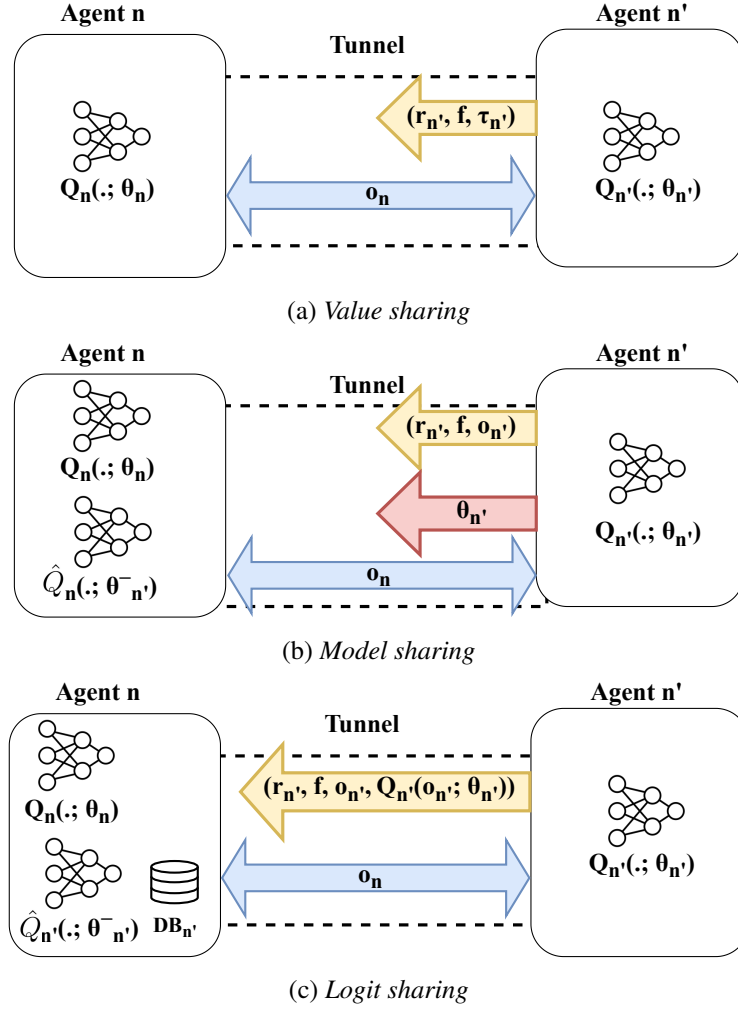 Agent n
Agent n'
Tunnel
(r_n', f, τ_n')
Q_n(.; θ_n)
o_n
Q_n'(.; θ_n')
(a) Value sharing
Agent n
Agent n'
Tunnel
(r_n', f, o_n')
Q_n(.; θ_n)
θ_n'
Q_n'(.; θ_n')
Q̂_n(.; θ⁻_n')
o_n
(b) Model sharing
Agent n
Agent n'
Tunnel
(r_n', f, o_n', Q_n'(o_n'; θ_n'))
Q_n(.; θ_n)
Q_n'(.; θ_n')
o_n
Q̂_n'(.; θ⁻_n')
DB_n'
(c) Logit sharing